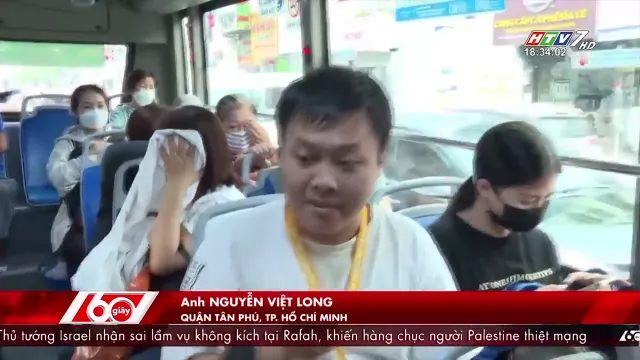 HTV7 HD
18:34:02
60 giây
Anh NGUYỄN VIỆT LONG
QUẬN TÂN PHÚ, TP. HỒ CHÍ MINH
Thủ tướng Israel nhận sai lầm vụ không kích tại Rafah, khiến hàng chục người Palestine thiệt mạng